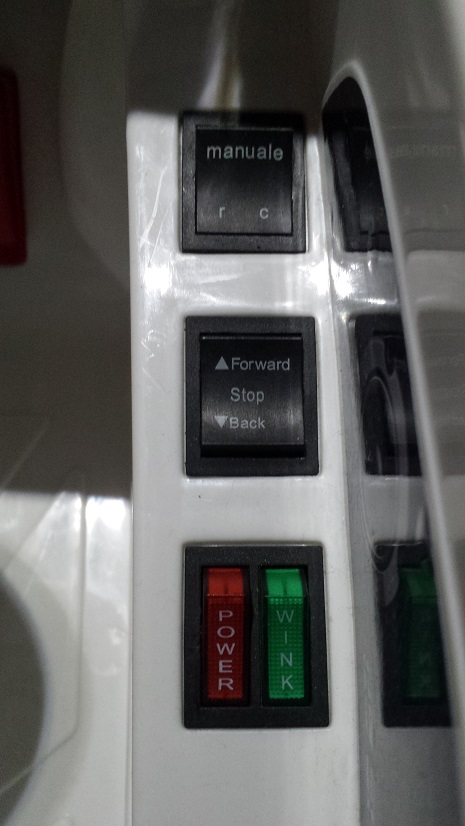 manuale
r c
▲Forward
Stop
▼Back
POWER
WINK